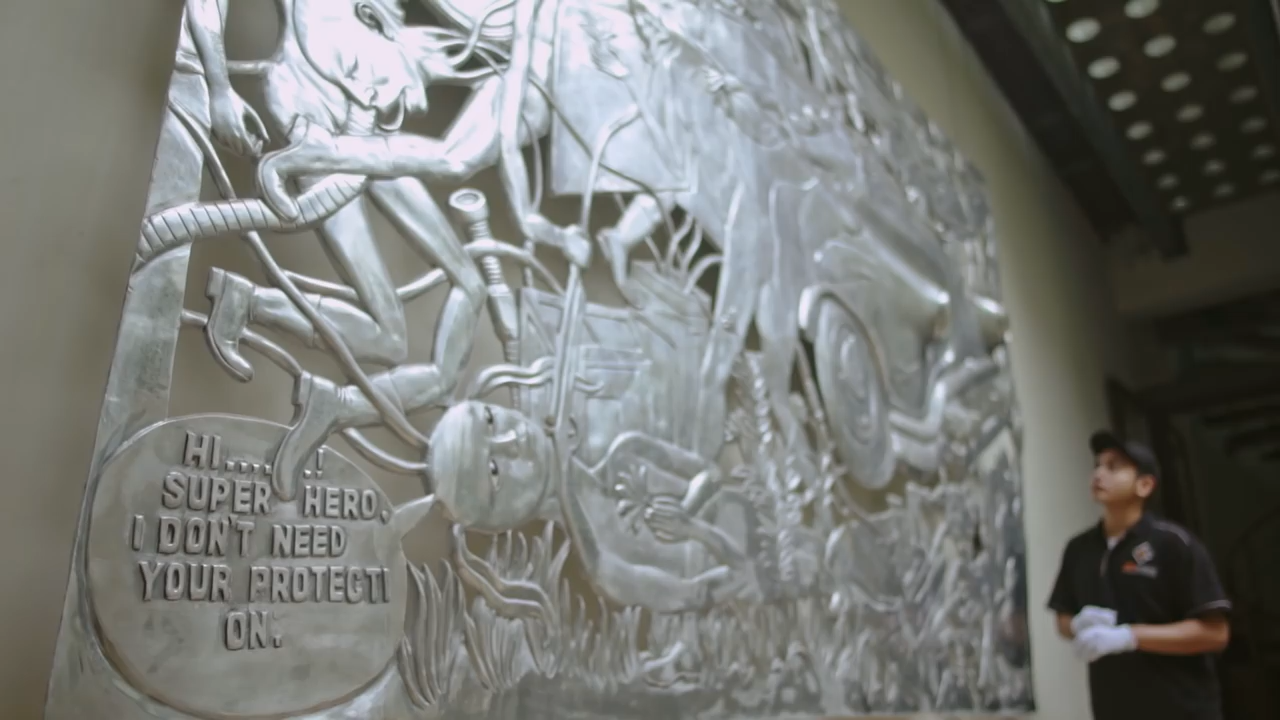 HI.....!
SUPER HERO,
I DON'T NEED
YOUR PROTECTI
ON.